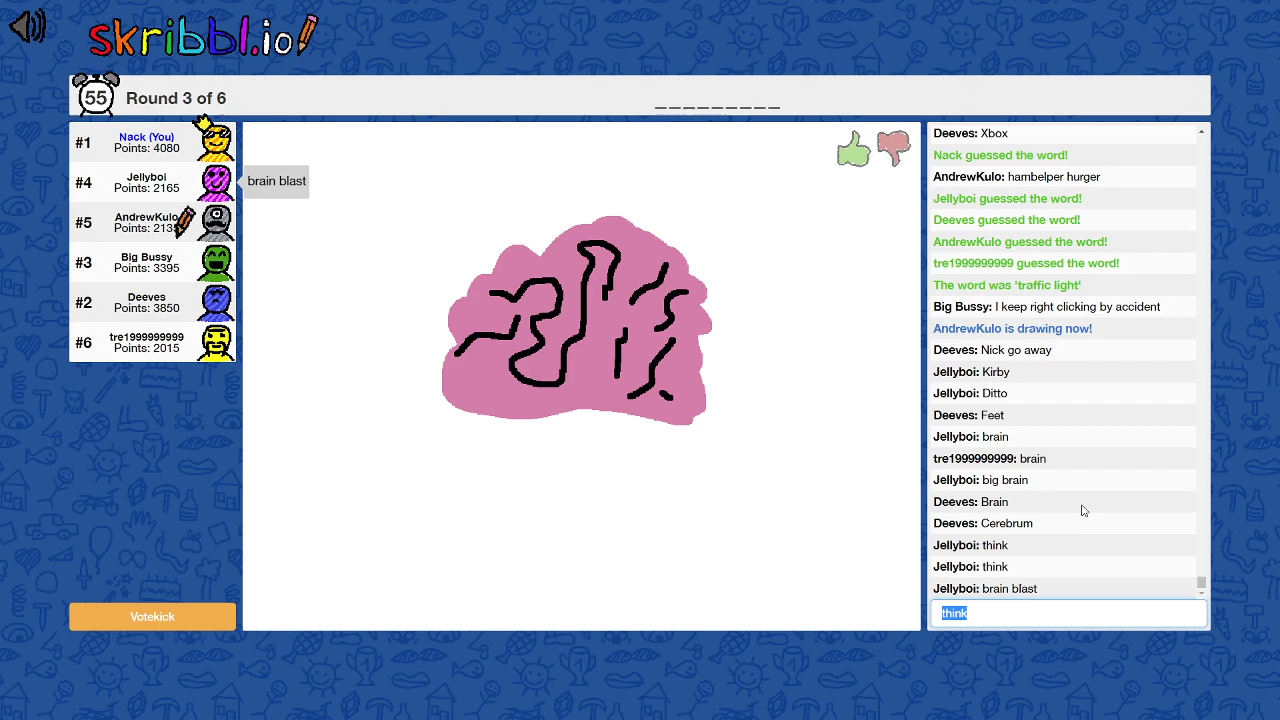 skribbl.io
55
Round 3 of 6
_________
#1
Nack (You)
Points: 4080
#4
Jellyboi
Points: 2165
brain blast
#5
AndrewKulo
#3
Big Bussy
Points: 3395
#2
Deeves
Points: 3850
#6
tre1999999999
Points: 2015
Votekick
Deeves: Xbox
Nack guessed the word!
AndrewKulo: hambelper hurger
Jellyboi guessed the word!
Deeves guessed the word!
AndrewKulo guessed the word!
tre1999999999 guessed the word!
The word was 'traffic light'
Big Bussy: I keep right clicking by accident
AndrewKulo is drawing now!
Deeves: Nick go away
Jellyboi: Kirby
Jellyboi: Ditto
Deeves: Feet
Jellyboi: brain
tre1999999999: brain
Jellyboi: big brain
Deeves: Brain
Deeves: Cerebrum
Jellyboi: think
Jellyboi: think
Jellyboi: brain blast
think